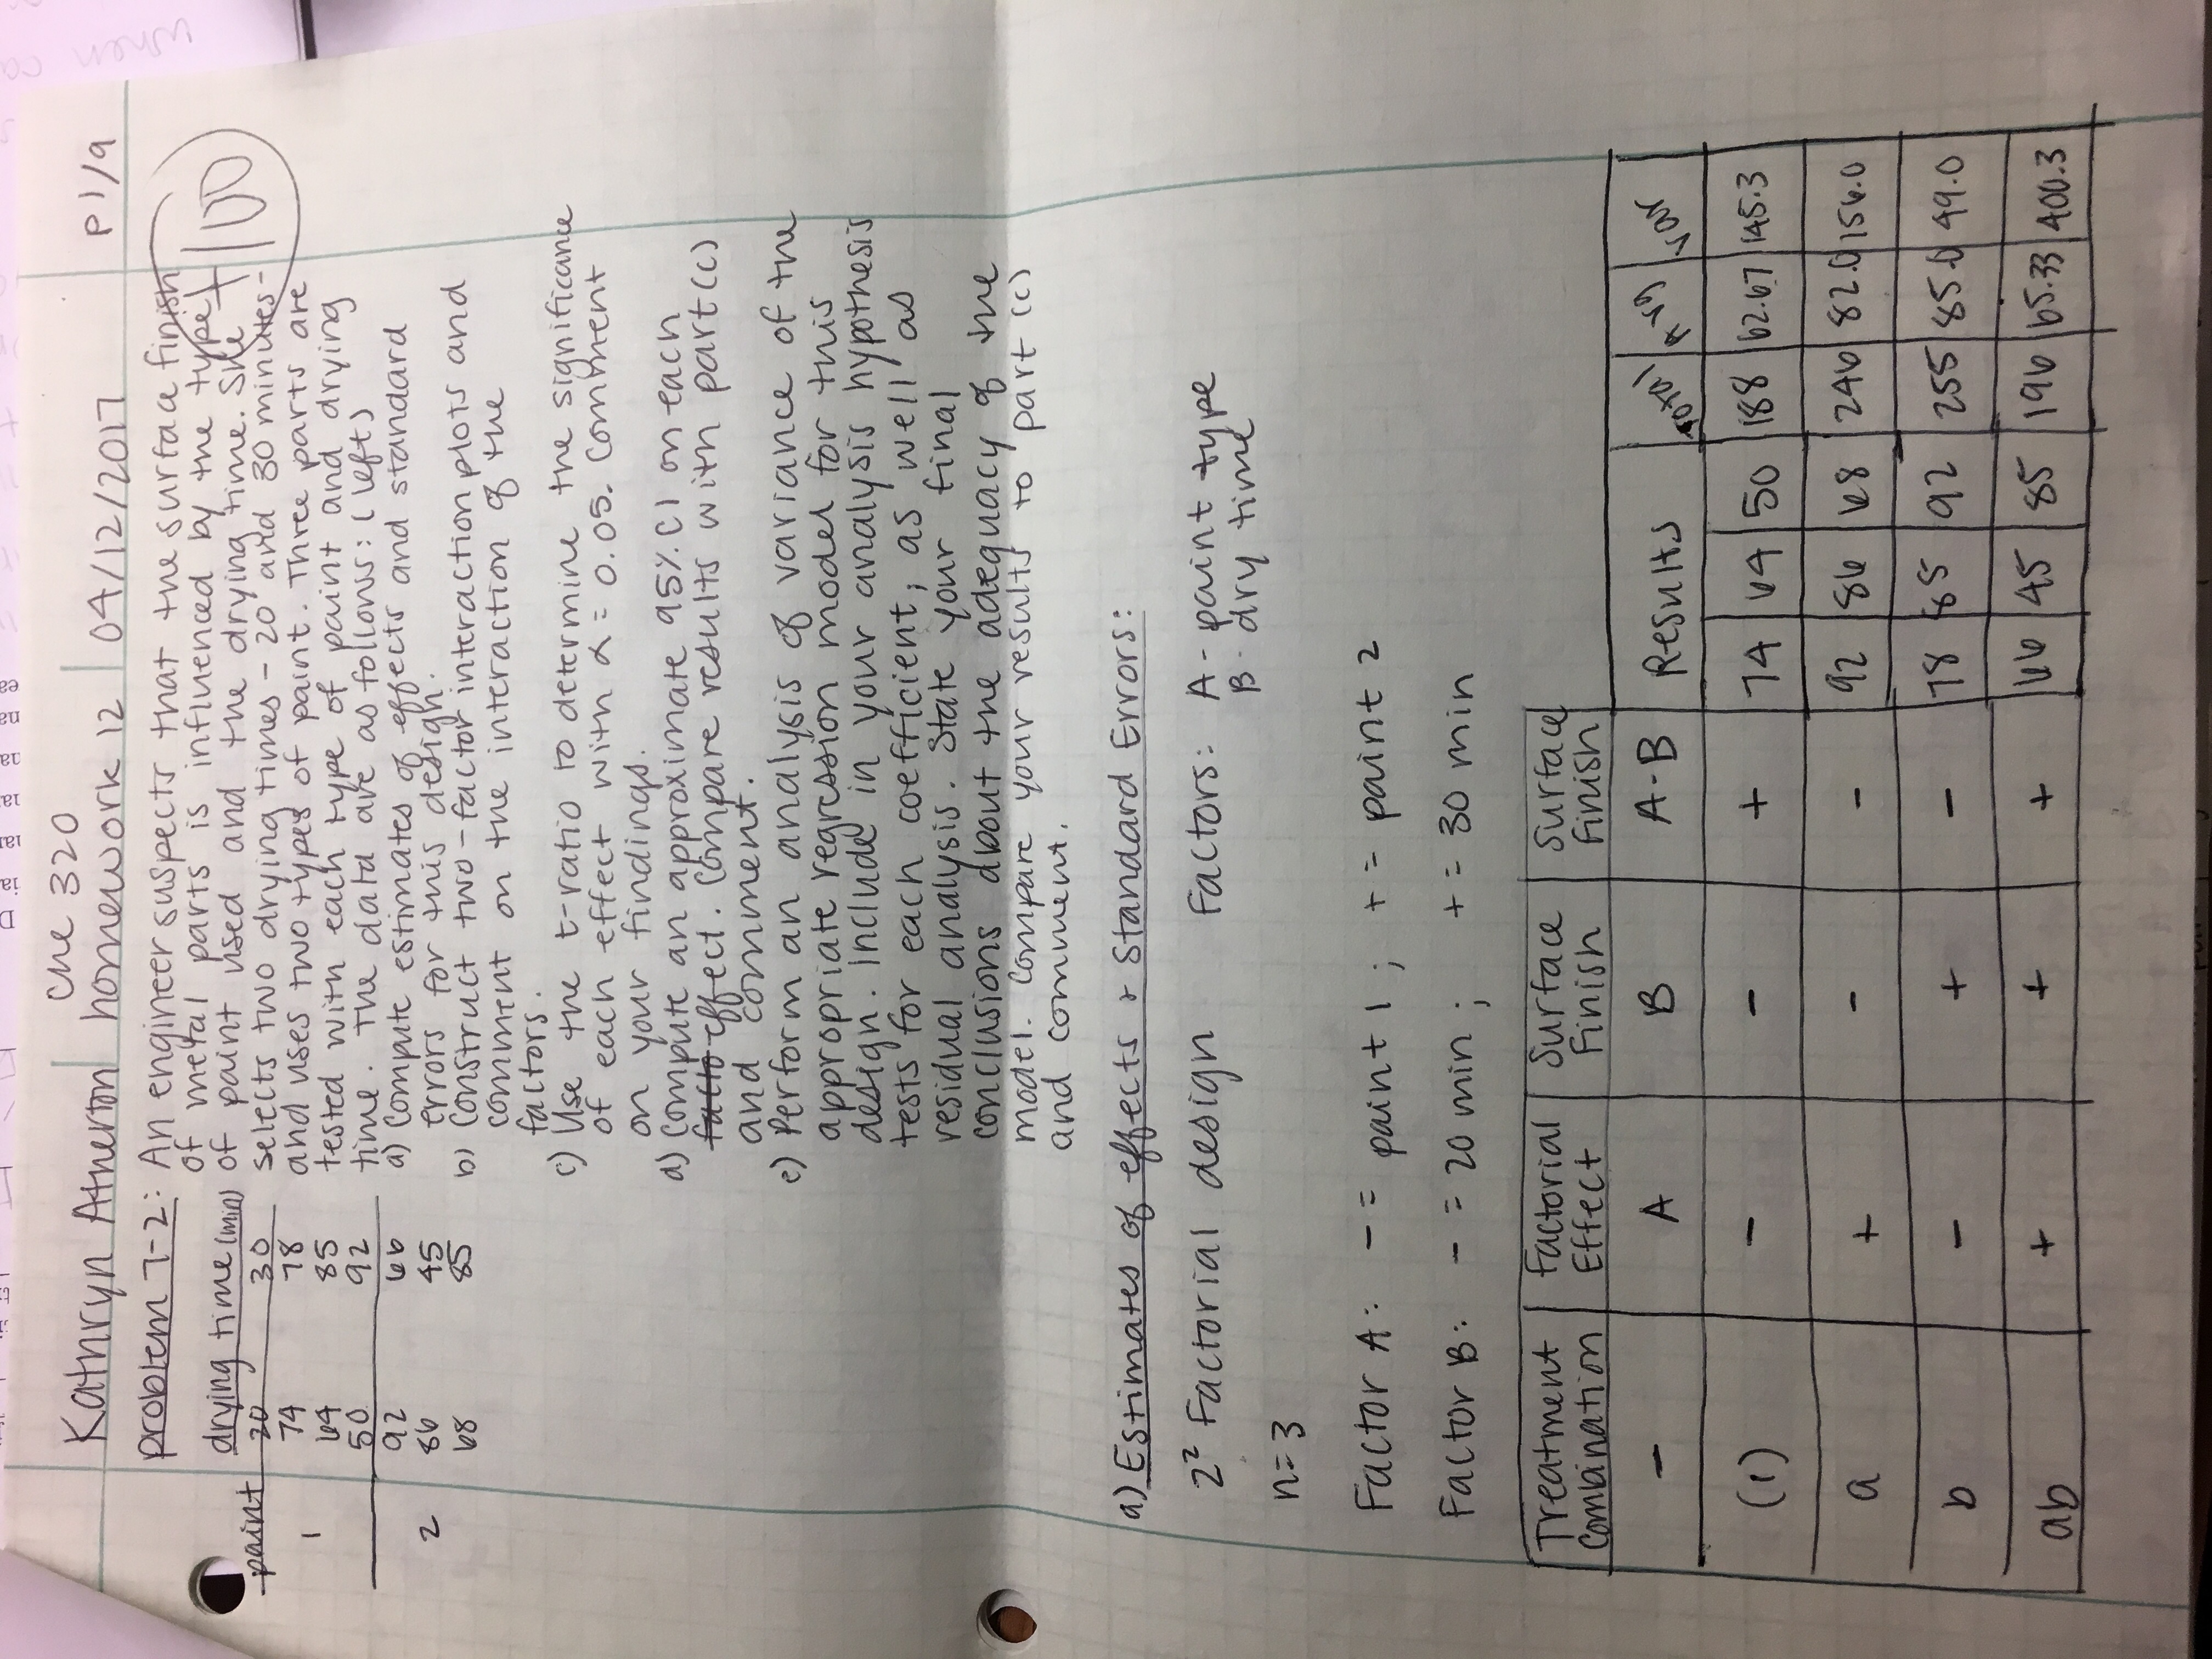 Kathryn Atherton
che 320
homework 12
04/12/2017
p1/9
+100
problem 7-2: An engineer suspects that the surface finish
of metal parts is influenced by the type
of paint used and the drying time. She
selects two drying times - 20 and 30 minutes -
and uses two types of paint. Three parts are
tested with each type of paint and drying
time. The data are as follows: (left)
drying time (min)
paint 20 30
74 78
1 64 85
50 92
92 66
2 86 45
68 85
a) Compute estimates of effects and standard
errors for this design.
b) Construct two-factor interaction plots and
comment on the interaction of the
factors.
c) Use the t-ratio to determine the significance
of each effect with α = 0.05. Comment
on your findings.
d) Compute an approximate 95% CI on each
facto effect. Compare results with part (c)
and comment.
e) Perform an analysis of variance of the
appropriate regression model for this
design. Include in your analysis hypothesis
tests for each coefficient, as well as
residual analysis. State your final
conclusions about the adequacy of the
model. Compare your results to part (c)
and comment.
a) Estimates of effects + Standard Errors:
2² Factorial design Factors: A - paint type
B - dry time
n=3
Factor A: - = paint 1 ; + = paint 2
Factor B: - = 20 min ; + = 30 min
Treatment Combination Factorial Effect Surface Finish Surface Finish
- A B A-B Results Total Avg Var
(1) - - + 74 64 50 188 62.67 145.3
a + - - 92 86 68 246 82.0 156.0
b - + - 78 85 92 255 85.0 49.0
ab + + + 66 45 85 196 65.33 400.3